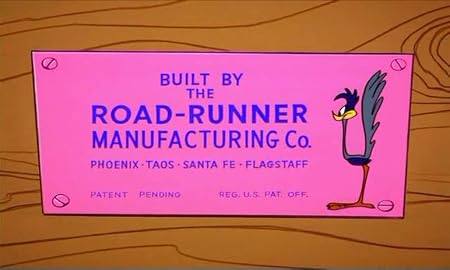 BUILT BY
THE
ROAD-RUNNER
MANUFACTURING Co.
PHOENIX · TAOS · SANTA FE · FLAGSTAFF
PATENT PENDING. REG. U.S. PAT. OFF.